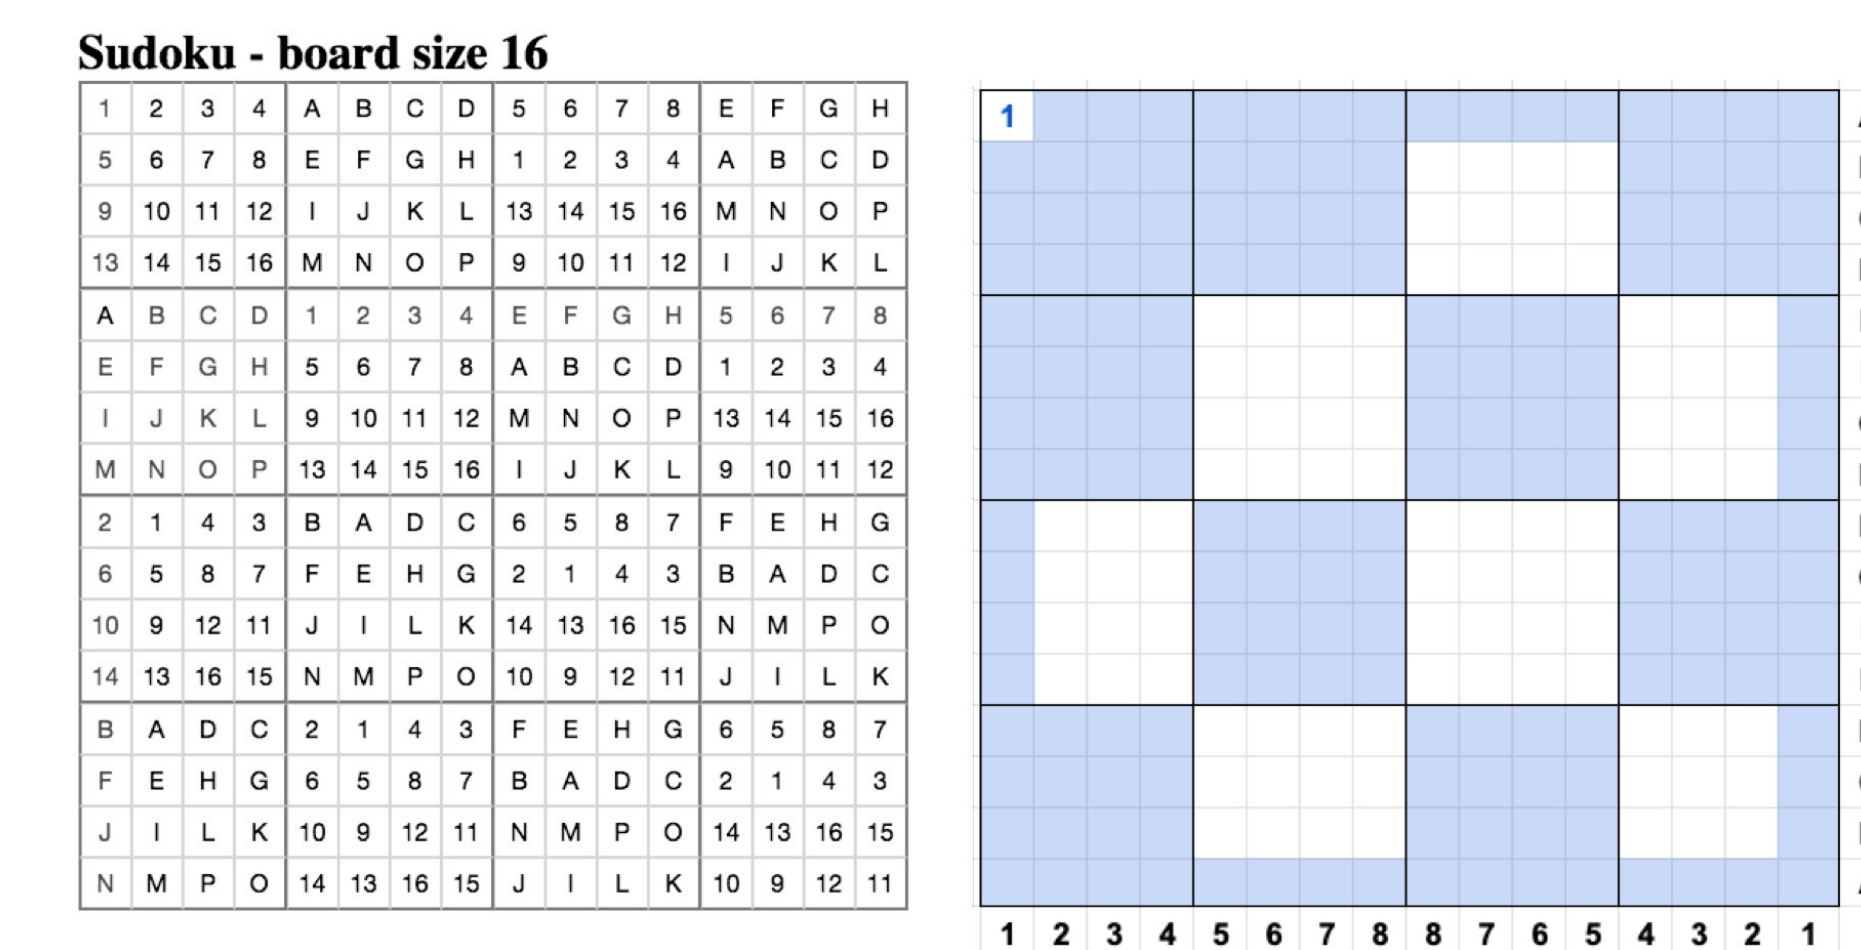 Sudoku - board size 16
1 2 3 4 A B C D 5 6 7 8 E F G H
5 6 7 8 E F G H 1 2 3 4 A B C D
9 10 11 12 I J K L 13 14 15 16 M N O P
13 14 15 16 M N O P 9 10 11 12 I J K L
A B C D 1 2 3 4 E F G H 5 6 7 8
E F G H 5 6 7 8 A B C D 1 2 3 4
I J K L 9 10 11 12 M N O P 13 14 15 16
M N O P 13 14 15 16 I J K L 9 10 11 12
2 1 4 3 B A D C 6 5 8 7 F E H G
6 5 8 7 F E H G 2 1 4 3 B A D C
10 9 12 11 J I L K 14 13 16 15 N M P O
14 13 16 15 N M P O 10 9 12 11 J I L K
B A D C 2 1 4 3 F E H G 6 5 8 7
F E H G 6 5 8 7 B A D C 2 1 4 3
J I L K 10 9 12 11 N M P O 14 13 16 15
N M P O 14 13 16 15 J I L K 10 9 12 11
1
1 2 3 4 5 6 7 8 8 7 6 5 4 3 2 1